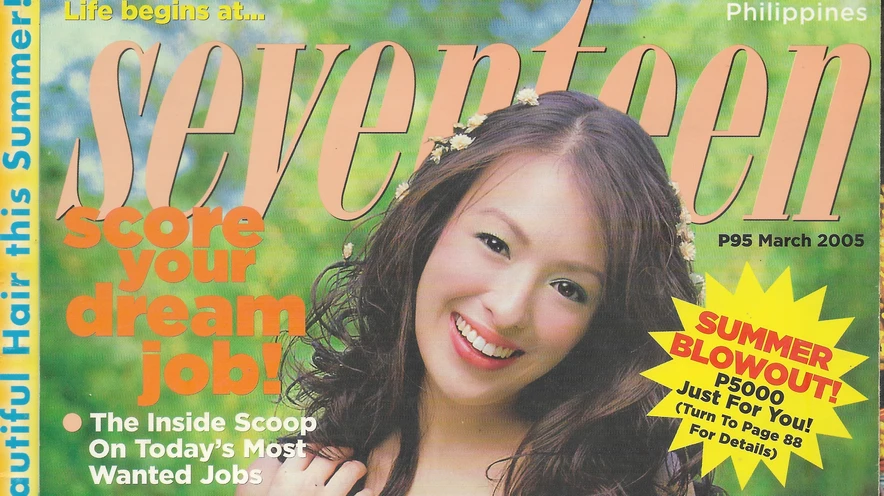 Life begins at...
Philippines
seventeen
P95 March 2005
score
your
dream
job!
The Inside Scoop
On Today's Most
Wanted Jobs
SUMMER
BLOWOUT!
P5000
Just For You!
(Turn To Page 88
For Details)
Hair this Summer!